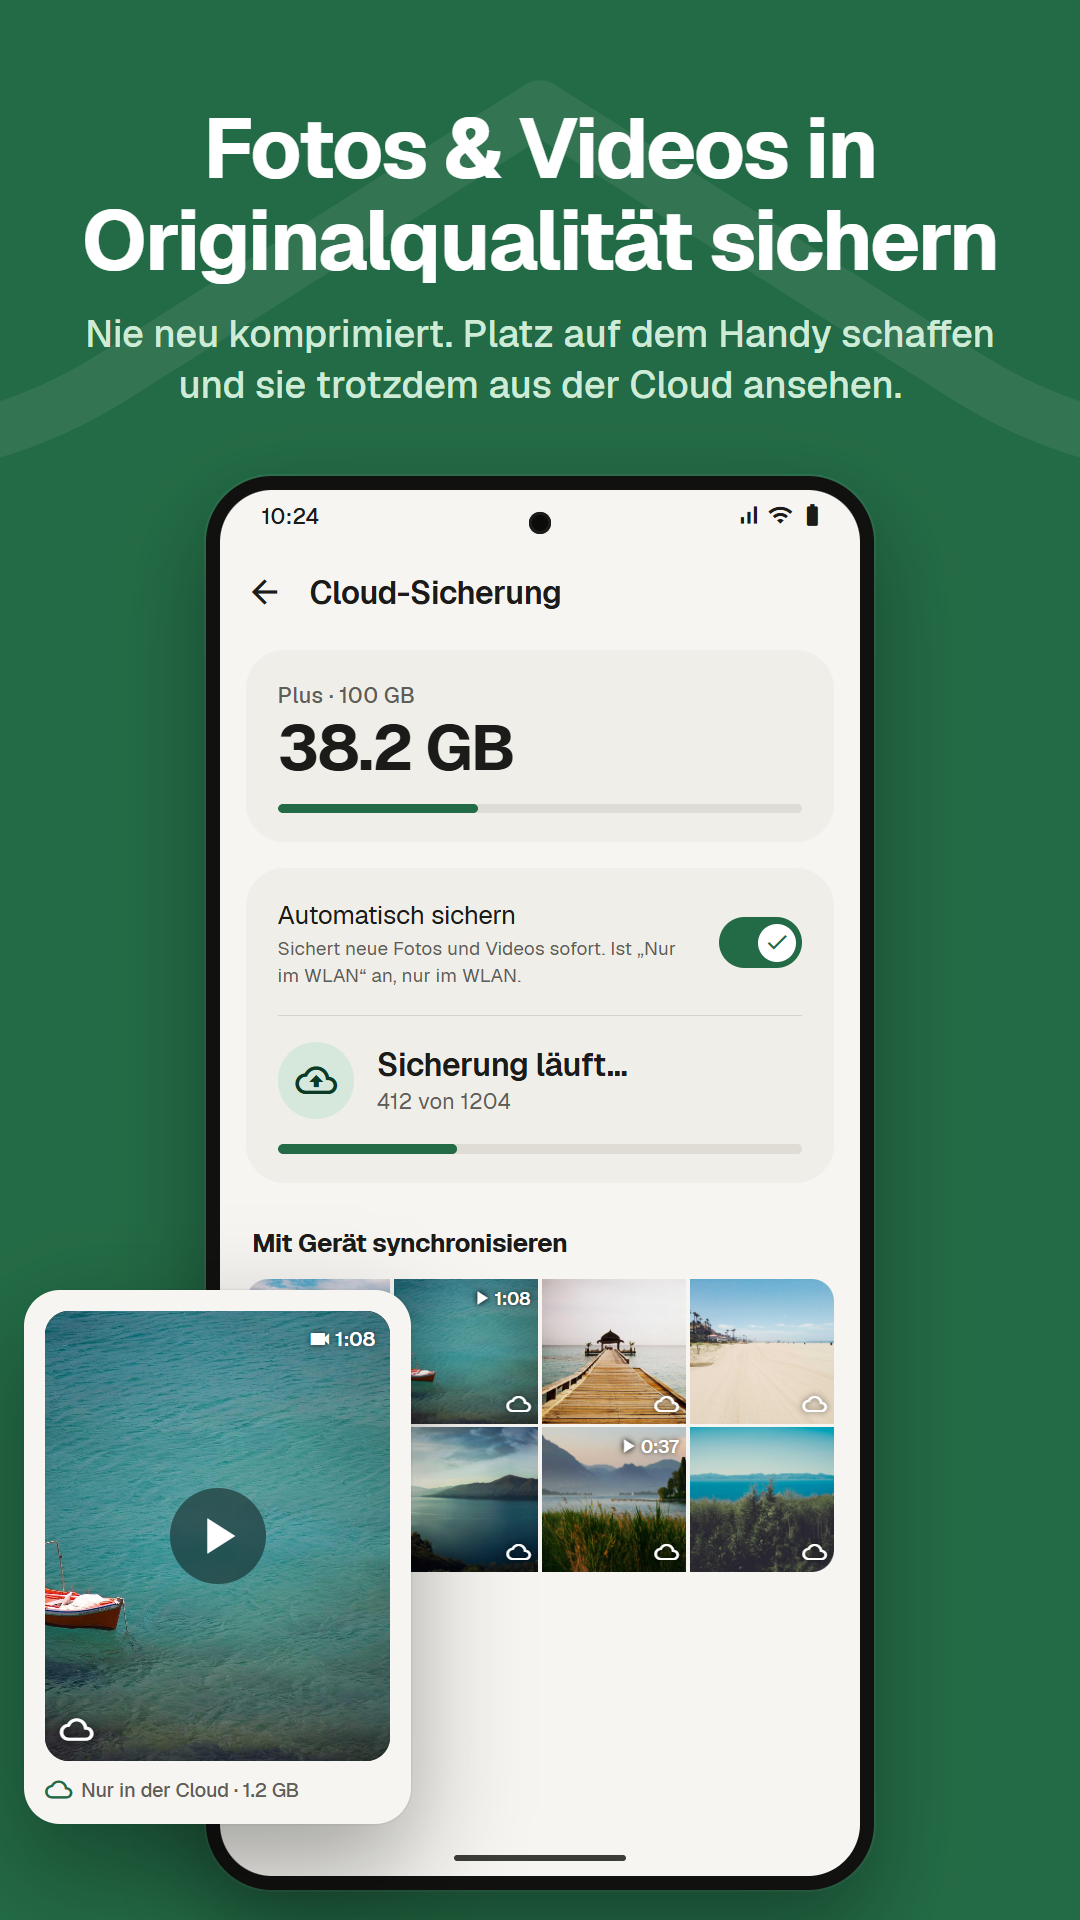 Fotos & Videos in
Originalqualität sichern
Nie neu komprimiert. Platz auf dem Handy schaffen
und sie trotzdem aus der Cloud ansehen.
10:24
Cloud-Sicherung
Plus · 100 GB
38.2 GB
Automatisch sichern
Sichert neue Fotos und Videos sofort. Ist „Nur
im WLAN“ an, nur im WLAN.
Sicherung läuft…
412 von 1204
Mit Gerät synchronisieren
1:08
1:08
0:37
Nur in der Cloud · 1.2 GB